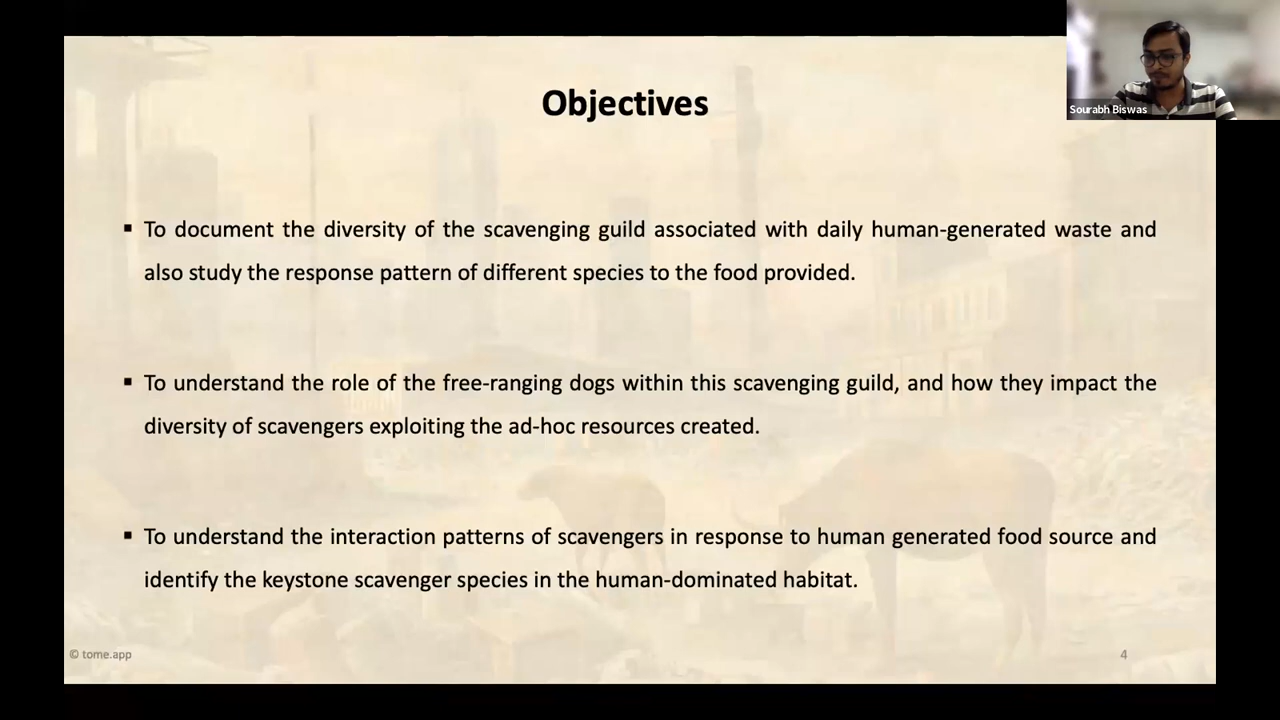 Objectives
Sourabh Biswas
▪ To document the diversity of the scavenging guild associated with daily human-generated waste and
also study the response pattern of different species to the food provided.
▪ To understand the role of the free-ranging dogs within this scavenging guild, and how they impact the
diversity of scavengers exploiting the ad-hoc resources created.
▪ To understand the interaction patterns of scavengers in response to human generated food source and
identify the keystone scavenger species in the human-dominated habitat.
© tome.app
4